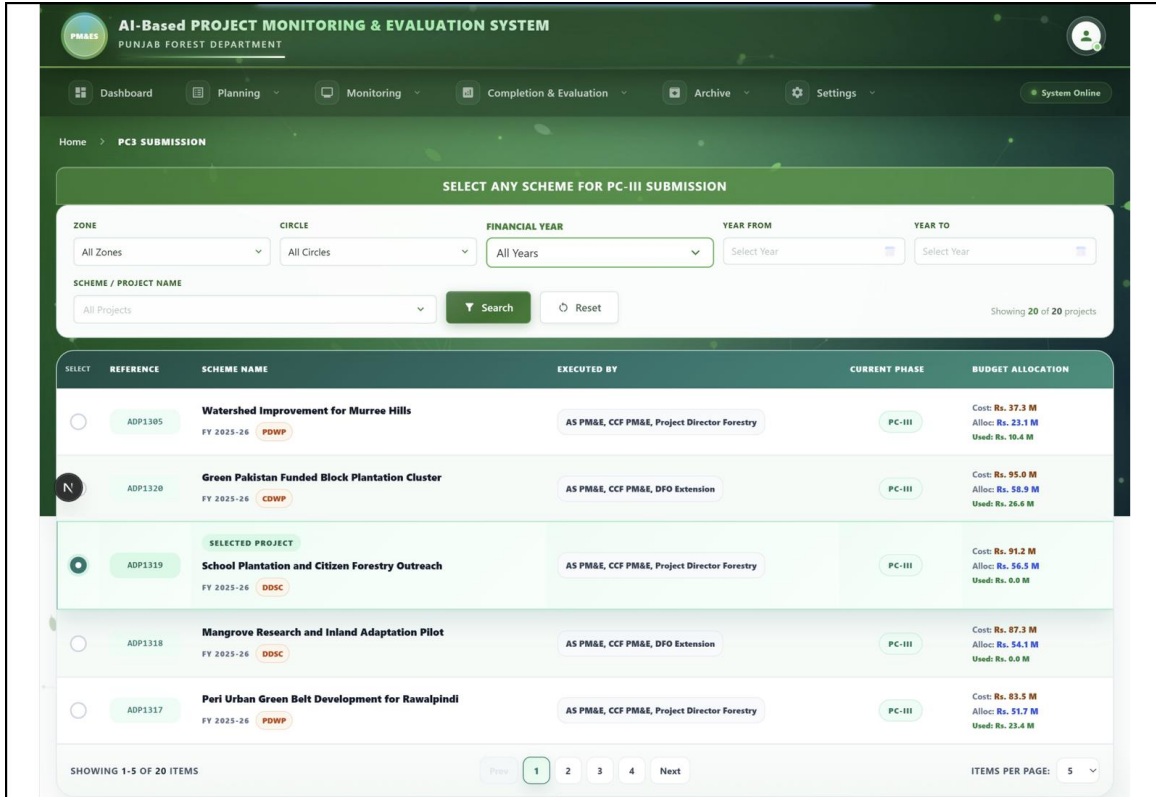 PM&ES
AI-Based PROJECT MONITORING & EVALUATION SYSTEM
PUNJAB FOREST DEPARTMENT
Dashboard Planning Monitoring Completion & Evaluation Archive Settings System Online
Home > PC3 SUBMISSION
SELECT ANY SCHEME FOR PC-III SUBMISSION
ZONE CIRCLE FINANCIAL YEAR YEAR FROM YEAR TO
All Zones All Circles All Years Select Year Select Year
SCHEME / PROJECT NAME
All Projects Search Reset Showing 20 of 20 projects
SELECT REFERENCE SCHEME NAME EXECUTED BY CURRENT PHASE BUDGET ALLOCATION
ADP1305
Watershed Improvement for Murree Hills
FY 2025-26 PDWP
AS PM&E, CCF PM&E, Project Director Forestry
PC-III
Cost: Rs. 37.3 M
Alloc: Rs. 23.1 M
Used: Rs. 10.4 M
N
ADP1320
Green Pakistan Funded Block Plantation Cluster
FY 2025-26 CDWP
AS PM&E, CCF PM&E, DFO Extension
PC-III
Cost: Rs. 95.0 M
Alloc: Rs. 58.9 M
Used: Rs. 26.6 M
ADP1319
SELECTED PROJECT
School Plantation and Citizen Forestry Outreach
FY 2025-26 DDSC
AS PM&E, CCF PM&E, Project Director Forestry
PC-III
Cost: Rs. 91.2 M
Alloc: Rs. 56.5 M
Used: Rs. 0.0 M
ADP1318
Mangrove Research and Inland Adaptation Pilot
FY 2025-26 DDSC
AS PM&E, CCF PM&E, DFO Extension
PC-III
Cost: Rs. 87.3 M
Alloc: Rs. 54.1 M
Used: Rs. 0.0 M
ADP1317
Peri Urban Green Belt Development for Rawalpindi
FY 2025-26 PDWP
AS PM&E, CCF PM&E, Project Director Forestry
PC-III
Cost: Rs. 83.5 M
Alloc: Rs. 51.7 M
Used: Rs. 23.4 M
SHOWING 1-5 OF 20 ITEMS Prev 1 2 3 4 Next ITEMS PER PAGE: 5